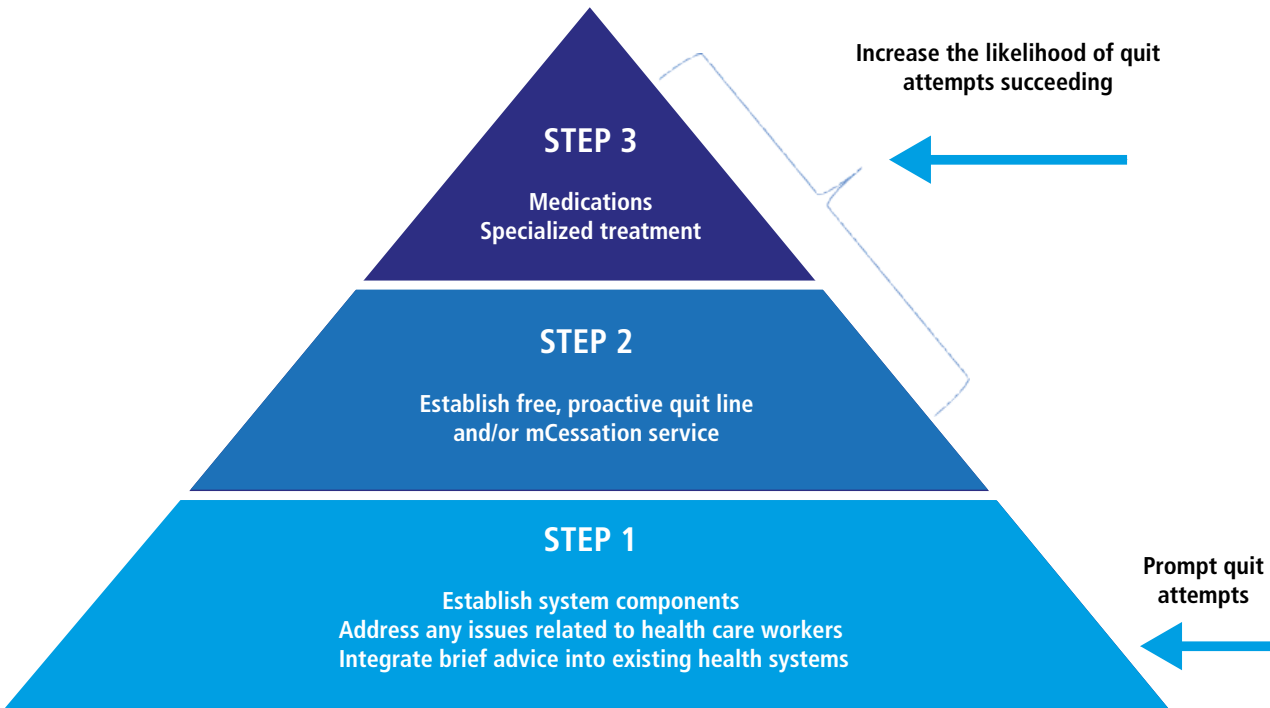 Increase the likelihood of quit
attempts succeeding
STEP 3
Medications
Specialized treatment
STEP 2
Establish free, proactive quit line
and/or mCessation service
STEP 1
Establish system components
Address any issues related to health care workers
Integrate brief advice into existing health systems
Prompt quit
attempts